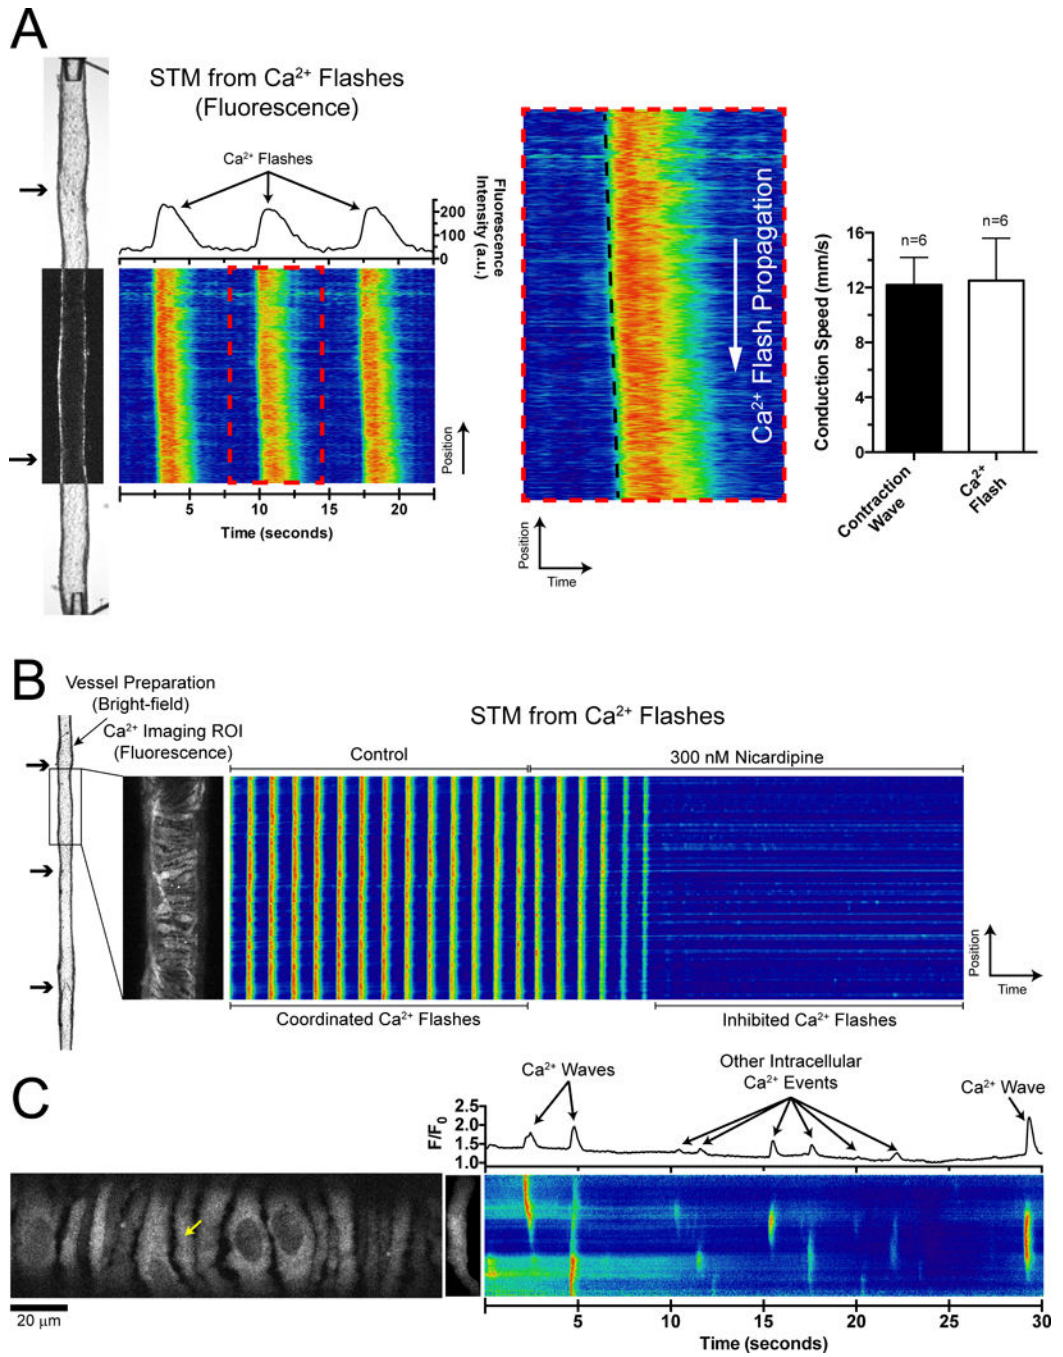 A
STM from Ca²⁺ Flashes
(Fluorescence)
Ca²⁺ Flashes
Fluorescence
Intensity (a.u.)
200
100
0
Position
5
10
15
20
Time (seconds)
Ca²⁺ Flash Propagation
Position
Time
Conduction Speed (mm/s)
16
12
8
4
0
n=6
n=6
Contraction
Wave
Ca²⁺
Flash
B
Vessel Preparation
(Bright-field)
Ca²⁺ Imaging ROI
(Fluorescence)
STM from Ca²⁺ Flashes
Control
300 nM Nicardipine
Position
Time
Coordinated Ca²⁺ Flashes
Inhibited Ca²⁺ Flashes
C
Ca²⁺ Waves
Other Intracellular
Ca²⁺ Events
Ca²⁺ Wave
F/F₀
2.5
2.0
1.5
1.0
20 μm
5
10
15
20
25
30
Time (seconds)